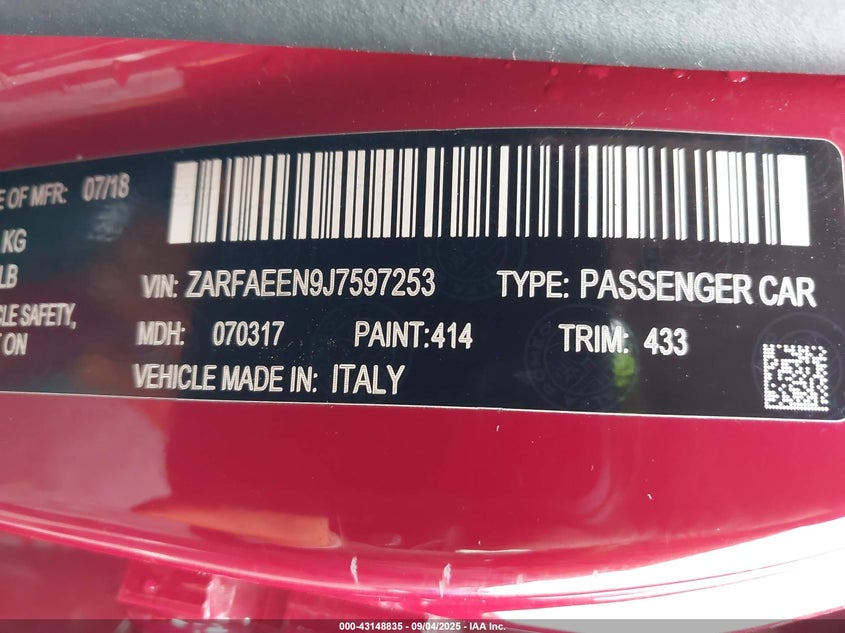 E OF MFR: 07/18
KG
LB
CLE SAFETY,
T ON
VIN: ZARFAEEN9J7597253 TYPE: PASSENGER CAR
MDH: 070317 PAINT:414 TRIM: 433
VEHICLE MADE IN: ITALY
000-43148835 - 09/04/2025 - IAA Inc.